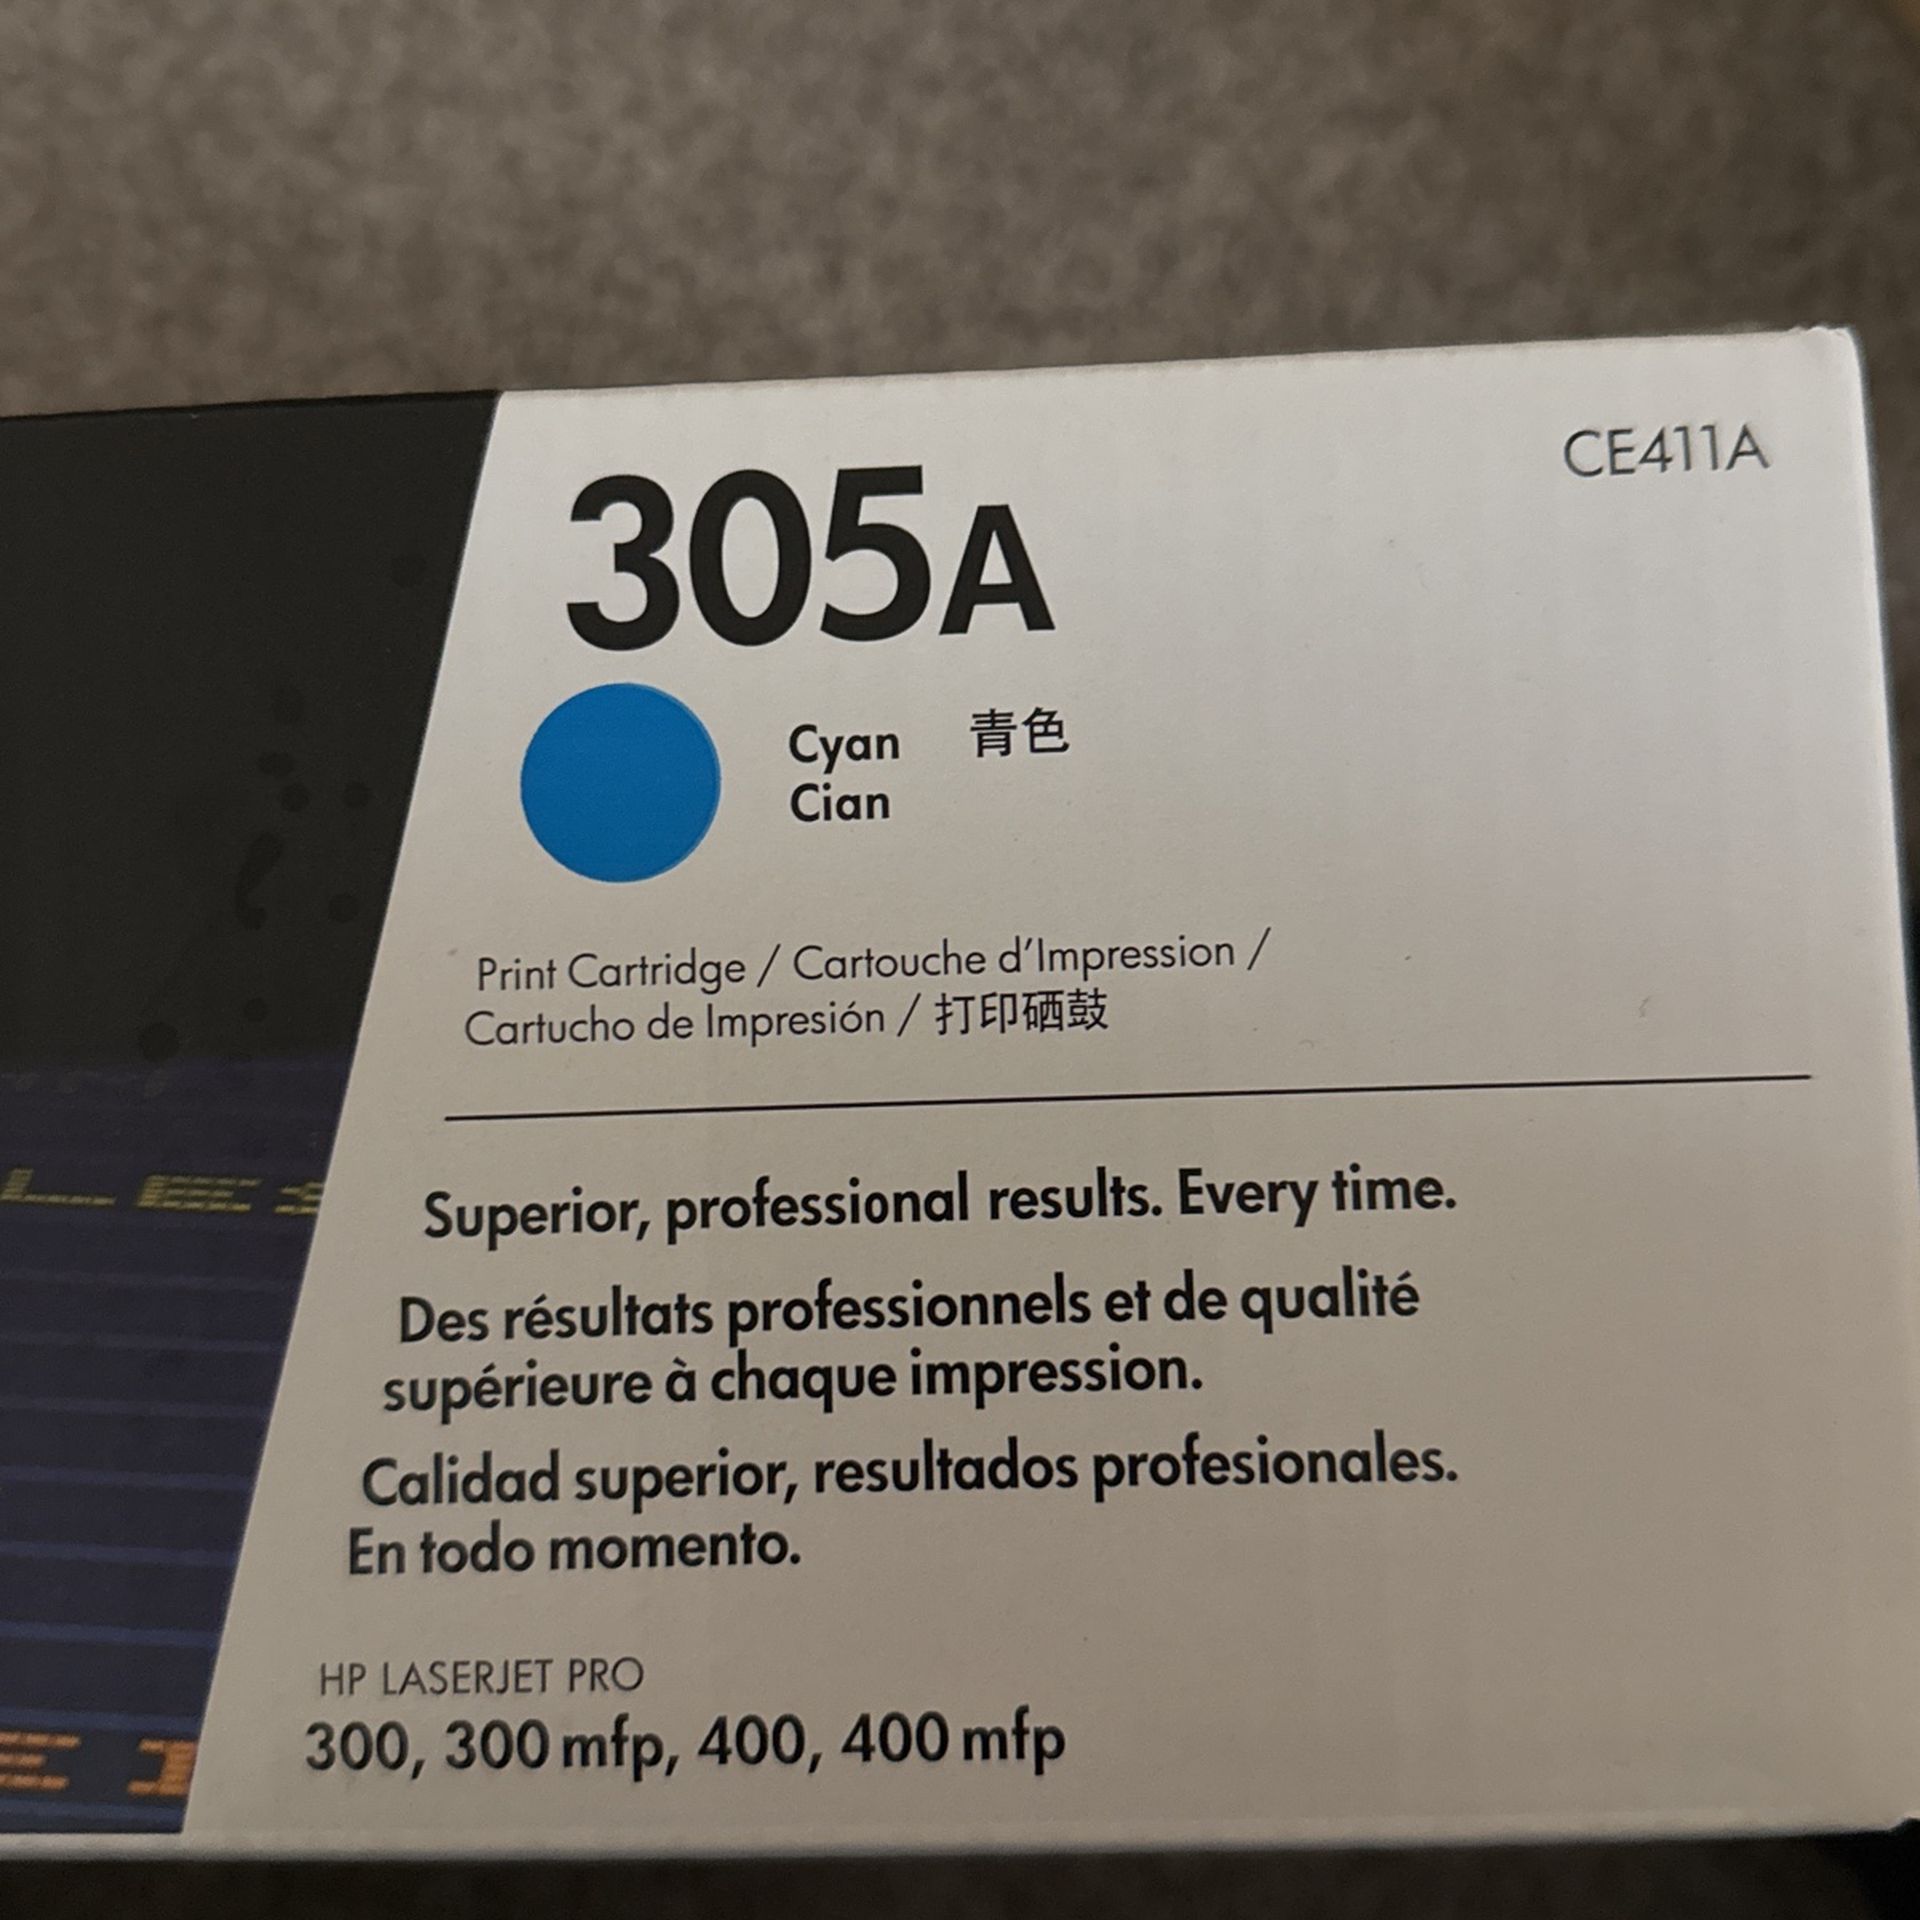 CE411A
305A
Cyan 青色
Cian
Print Cartridge / Cartouche d'Impression /
Cartucho de Impresión / 打印硒鼓
Superior, professional results. Every time.
Des résultats professionnels et de qualité
supérieure à chaque impression.
Calidad superior, resultados profesionales.
En todo momento.
HP LASERJET PRO
300, 300 mfp, 400, 400 mfp